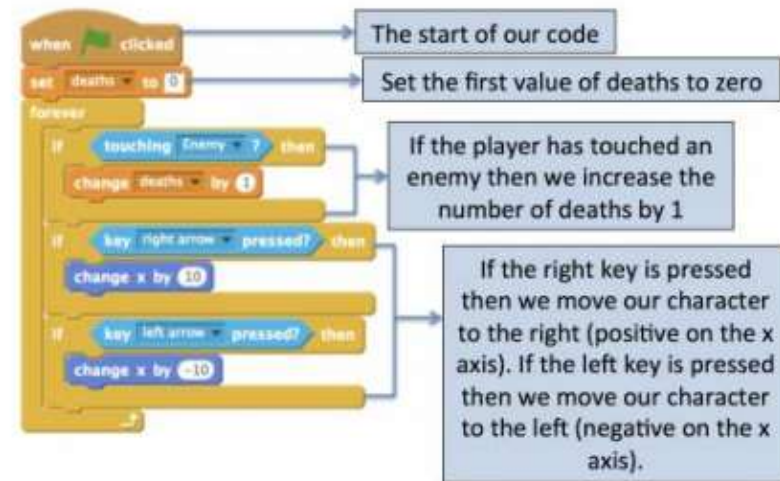 when clicked
The start of our code
set deaths to 0
Set the first value of deaths to zero
forever
if touching Enemy ? then
change deaths by 1
If the player has touched an
enemy then we increase the
number of deaths by 1
if key right arrow pressed? then
change x by 10
if key left arrow pressed? then
change x by -10
If the right key is pressed
then we move our character
to the right (positive on the x
axis). If the left key is pressed
then we move our character
to the left (negative on the x
axis).